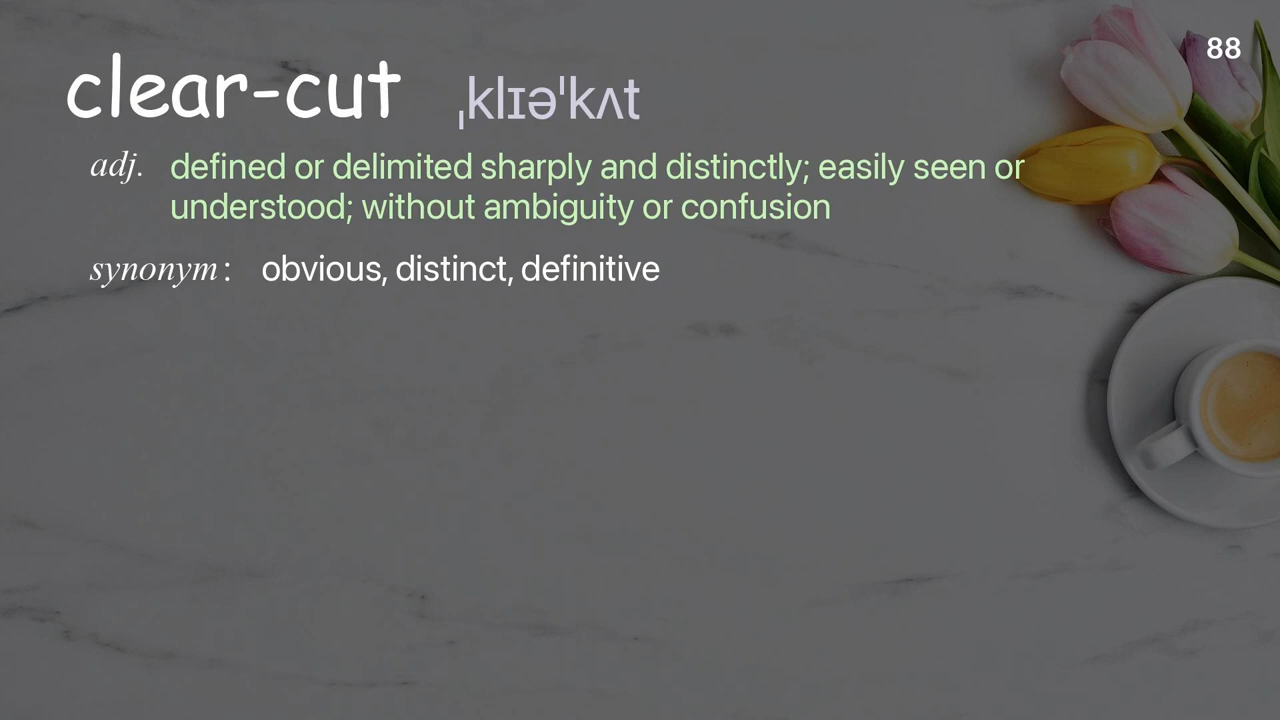 88
clear-cut ˌklɪəˈkʌt
adj. defined or delimited sharply and distinctly; easily seen or
understood; without ambiguity or confusion
synonym: obvious, distinct, definitive